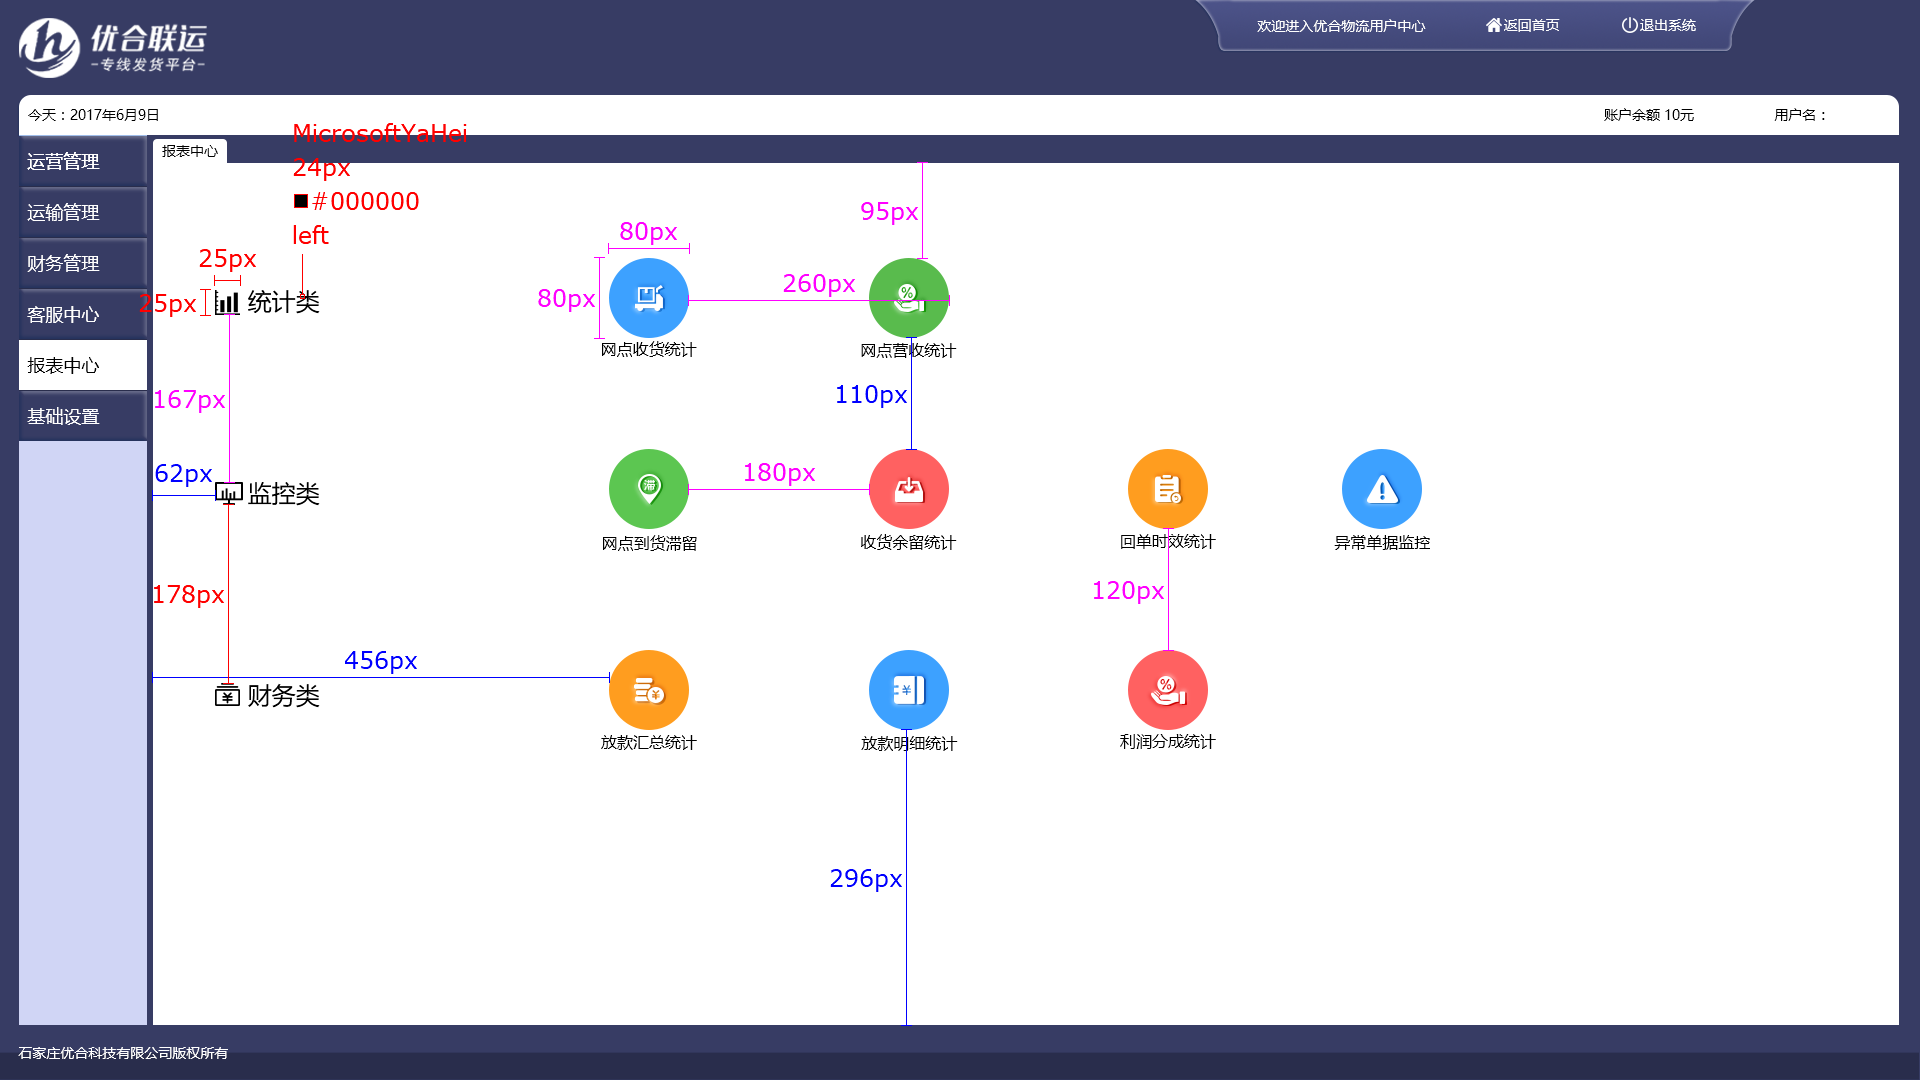 优合联运
-专线发货平台-
欢迎进入优合物流用户中心
返回首页
退出系统
今天：2017年6月9日
账户余额 10元
用户名：
运营管理
运输管理
财务管理
客服中心
报表中心
基础设置
报表中心
MicrosoftYaHei
24px
#000000
left
25px
25px
统计类
80px
80px
260px
95px
%
网点收货统计
网点营收统计
167px
110px
62px
监控类
180px
滞
网点到货滞留
收货余留统计
回单时效统计
异常单据监控
178px
120px
456px
¥
财务类
¥
¥
%
放款汇总统计
放款明细统计
利润分成统计
296px
石家庄优合科技有限公司版权所有